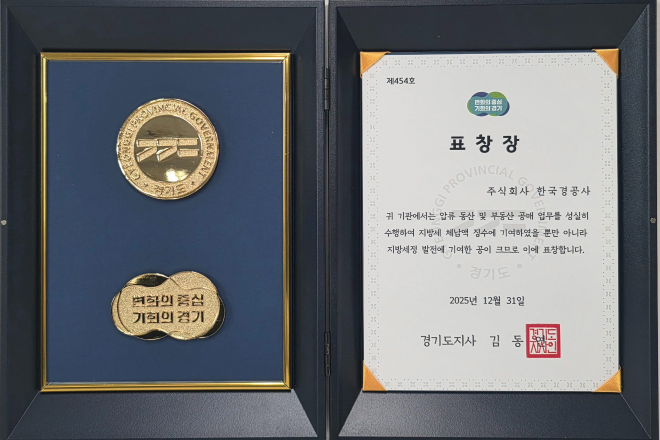 GYEONGGI PROVINCIAL GOVERNMENT
경기도
변화의 중심
기회의 경기
제454호
변화의 중심
기회의 경기
표창장
주식회사 한국경공사
귀 기관에서는 압류 동산 및 부동산 공매 업무를 성실히
수행하여 지방세 체납액 징수에 기여하였을 뿐만 아니라
지방세정 발전에 기여한 공이 크므로 이에 표창합니다.
GYEONGGI PROVINCIAL GOVERNMENT
· 경기도 ·
2025년 12월 31일
경기도지사 김 동